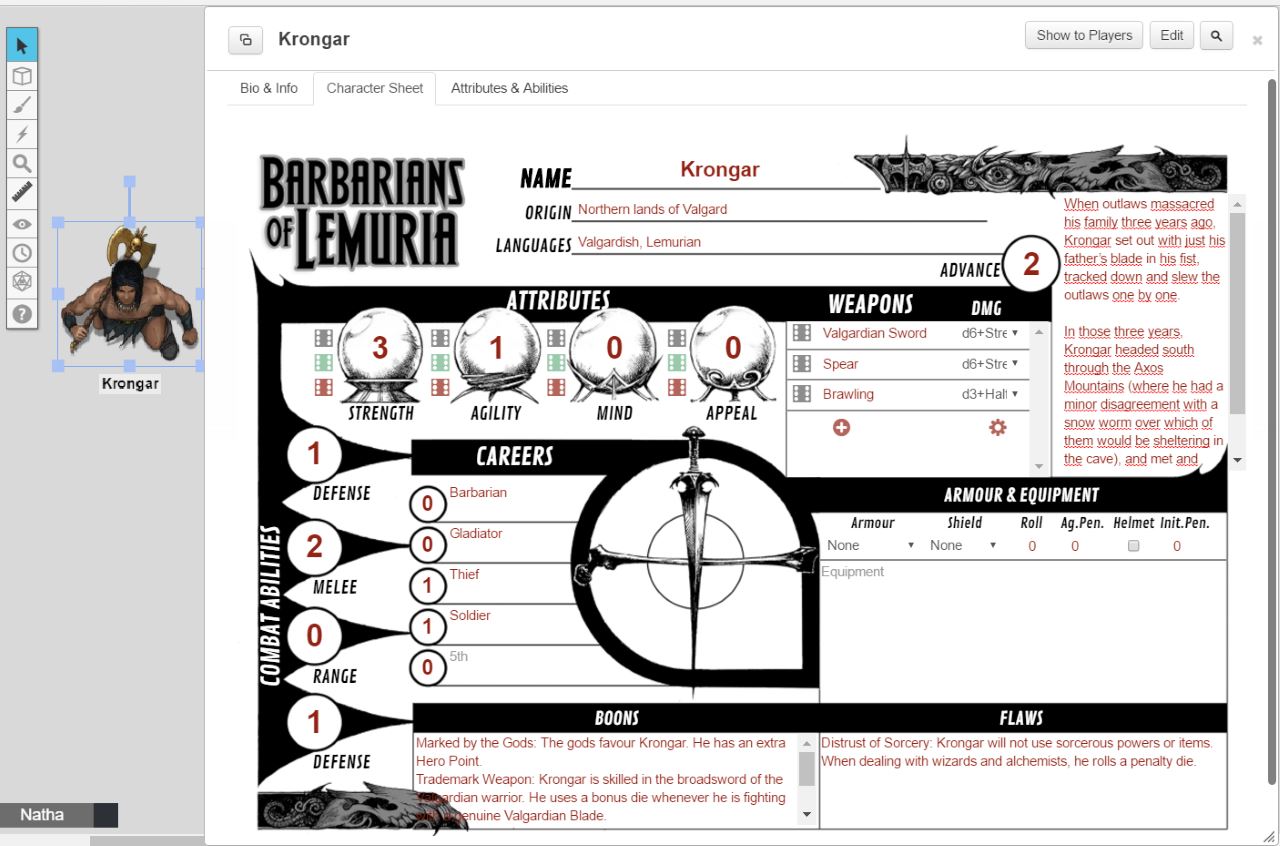 Krongar
Show to Players
Edit
Bio & Info
Character Sheet
Attributes & Abilities
BARBARIANS
OF LEMURIA
NAME Krongar
ORIGIN Northern lands of Valgard
LANGUAGES Valgardish, Lemurian
ADVANCE 2
When outlaws massacred
his family three years ago,
Krongar set out with just his
father's blade in his fist,
tracked down and slew the
outlaws one by one.
In those three years,
Krongar headed south
through the Axos
Mountains (where he had a
minor disagreement with a
snow worm over which of
them would be sheltering in
the cave), and met and
ATTRIBUTES
3
1
0
0
STRENGTH
AGILITY
MIND
APPEAL
WEAPONS DMG
Valgardian Sword d6+Stre
Spear d6+Stre
Brawling d3+Half
COMBAT ABILITIES
1
DEFENSE
2
MELEE
0
RANGE
1
DEFENSE
CAREERS
0 Barbarian
0 Gladiator
1 Thief
1 Soldier
0 5th
ARMOUR & EQUIPMENT
Armour Shield Roll Ag.Pen. Helmet Init.Pen.
None None 0 0 0
Equipment
BOONS
Marked by the Gods: The gods favour Krongar. He has an extra
Hero Point.
Trademark Weapon: Krongar is skilled in the broadsword of the
Valgardian warrior. He uses a bonus die whenever he is fighting
with a genuine Valgardian Blade.
FLAWS
Distrust of Sorcery: Krongar will not use sorcerous powers or items.
When dealing with wizards and alchemists, he rolls a penalty die.
Krongar
Natha